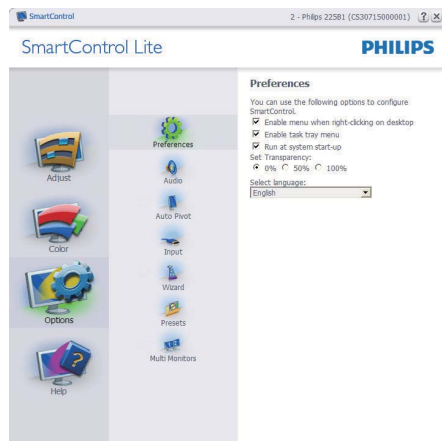 SmartControl
2 - Philips 225B1 (CS30715000001)
SmartControl Lite
PHILIPS
Adjust
Color
Options
Help
Preferences
Audio
Auto Pivot
Input
Wizard
Presets
Multi Monitors
Preferences
You can use the following options to configure
SmartControl.
Enable menu when right-clicking on desktop
Enable task tray menu
Run at system start-up
Set Transparency:
0% 50% 100%
Select language:
English